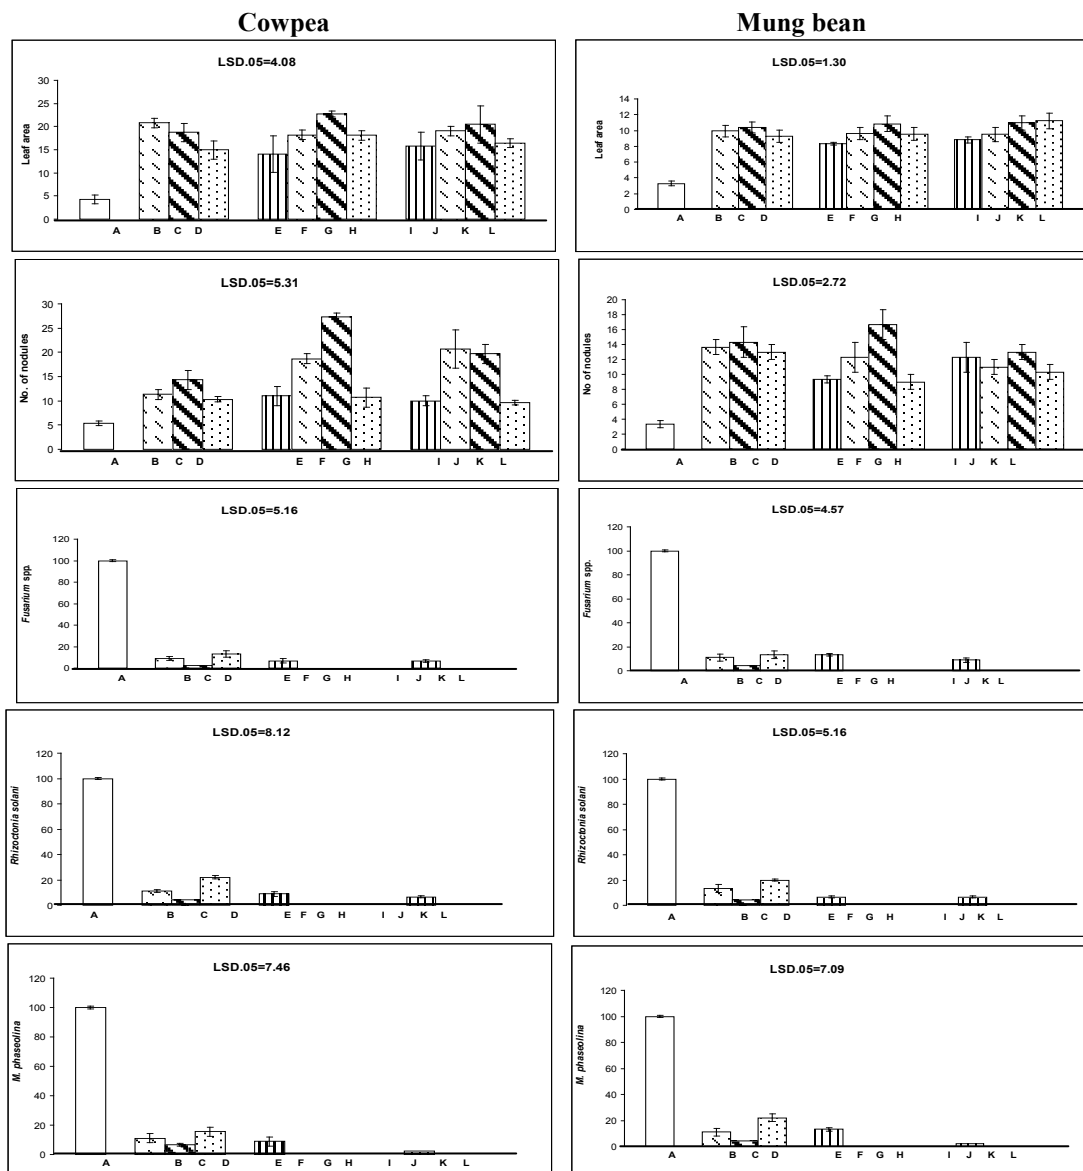 Cowpea
Mung bean
LSD.05=4.08
Leaf area
30
25
20
15
10
5
0
A B C D E F G H I J K L
LSD.05=1.30
Leaf area
14
12
10
8
6
4
2
0
A B C D E F G H I J K L
LSD.05=5.31
No. of nodules
30
25
20
15
10
5
0
A B C D E F G H I J K L
LSD.05=2.72
No of nodules
20
18
16
14
12
10
8
6
4
2
0
A B C D E F G H I J K L
LSD.05=5.16
Fusarium spp.
120
100
80
60
40
20
0
A B C D E F G H I J K L
LSD.05=4.57
Fusarium spp.
120
100
80
60
40
20
0
A B C D E F G H I J K L
LSD.05=8.12
Rhizoctonia solani
120
100
80
60
40
20
0
A B C D E F G H I J K L
LSD.05=5.16
Rhizoctonia solani
120
100
80
60
40
20
0
A B C D E F G H I J K L
LSD.05=7.46
M. phaseolina
120
100
80
60
40
20
0
A B C D E F G H I J K L
LSD.05=7.09
M. phaseolina
120
100
80
60
40
20
0
A B C D E F G H I J K L